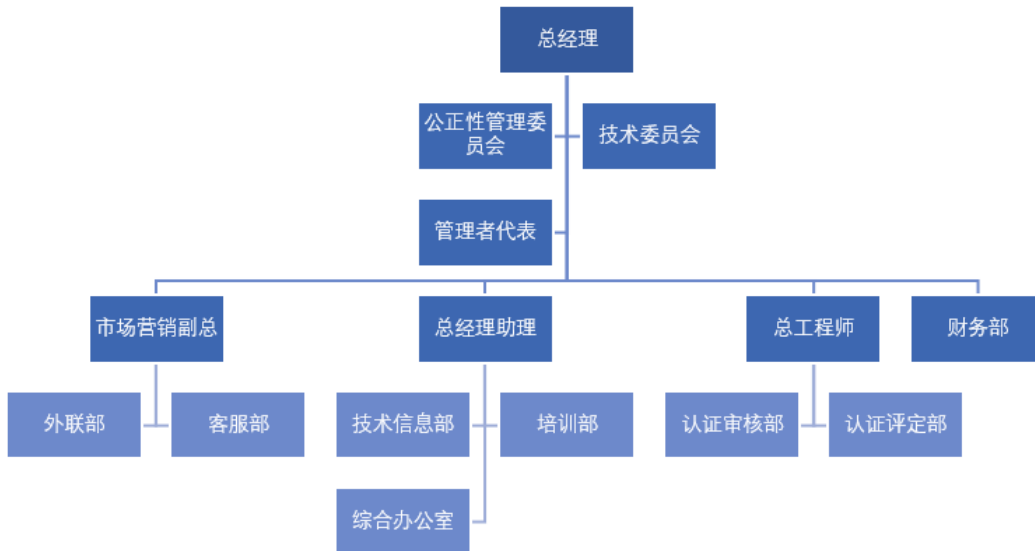 总经理
公正性管理委
员会
技术委员会
管理者代表
市场营销副总
总经理助理
总工程师
财务部
外联部
客服部
技术信息部
培训部
认证审核部
认证评定部
综合办公室